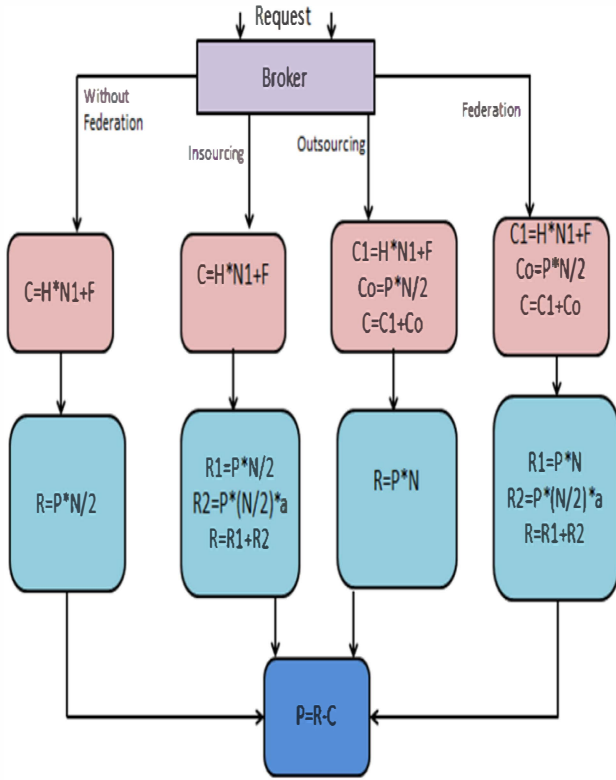 Request
Broker
Without
Federation
Insourcing
Outsourcing
Federation
C=H*N1+F
C=H*N1+F
C1=H*N1+F
Co=P*N/2
C=C1+Co
C1=H*N1+F
Co=P*N/2
C=C1+Co
R=P*N/2
R1=P*N/2
R2=P*(N/2)*a
R=R1+R2
R=P*N
R1=P*N
R2=P*(N/2)*a
R=R1+R2
P=R-C